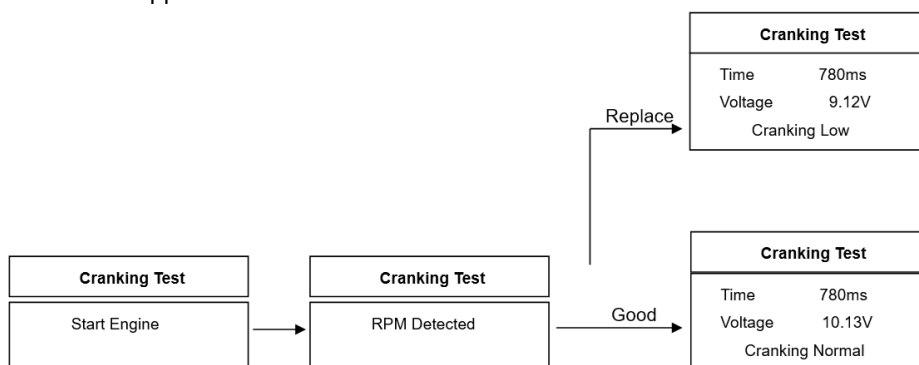 Cranking Test
Time 780ms
Voltage 9.12V
Cranking Low
Replace
Cranking Test
Start Engine
Cranking Test
RPM Detected
Good
Cranking Test
Time 780ms
Voltage 10.13V
Cranking Normal